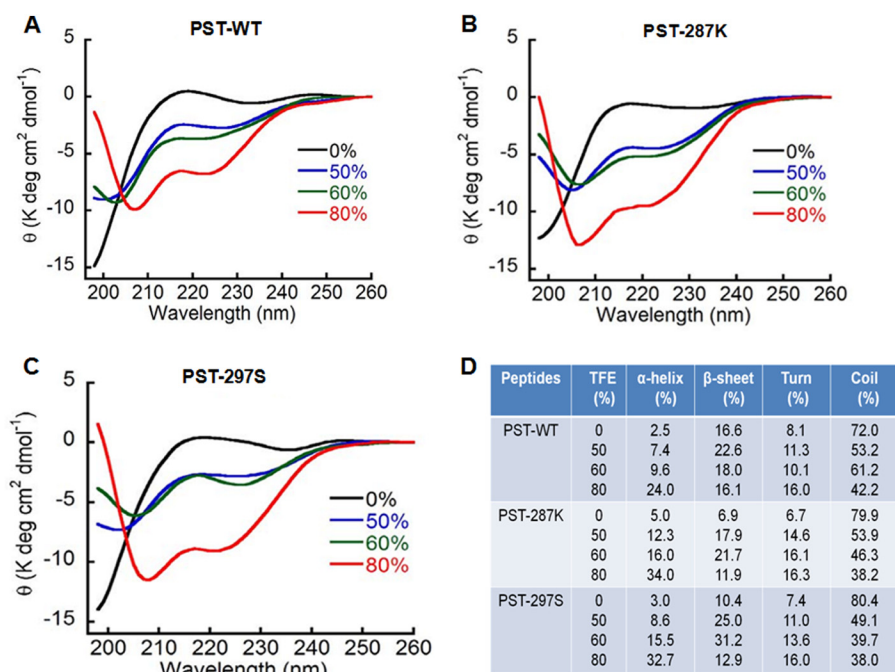 A
PST-WT
5
0
-5
-10
-15
θ (K deg cm² dmol⁻¹)
0%
50%
60%
80%
200 210 220 230 240 250 260
Wavelength (nm)
B
PST-287K
5
0
-5
-10
-15
θ (K deg cm² dmol⁻¹)
0%
50%
60%
80%
200 210 220 230 240 250 260
Wavelength (nm)
C
PST-297S
5
0
-5
-10
-15
θ (K deg cm² dmol⁻¹)
0%
50%
60%
80%
200 210 220 230 240 250 260
Wavelength (nm)
D
Peptides TFE α-helix β-sheet Turn Coil
(%) (%) (%) (%) (%)
PST-WT 0 2.5 16.6 8.1 72.0
50 7.4 22.6 11.3 53.2
60 9.6 18.0 10.1 61.2
80 24.0 16.1 16.0 42.2
PST-287K 0 5.0 6.9 6.7 79.9
50 12.3 17.9 14.6 53.9
60 16.0 21.7 16.1 46.3
80 34.0 11.9 16.3 38.2
PST-297S 0 3.0 10.4 7.4 80.4
50 8.6 25.0 11.0 49.1
60 15.5 31.2 13.6 39.7
80 32.7 12.9 16.0 38.0